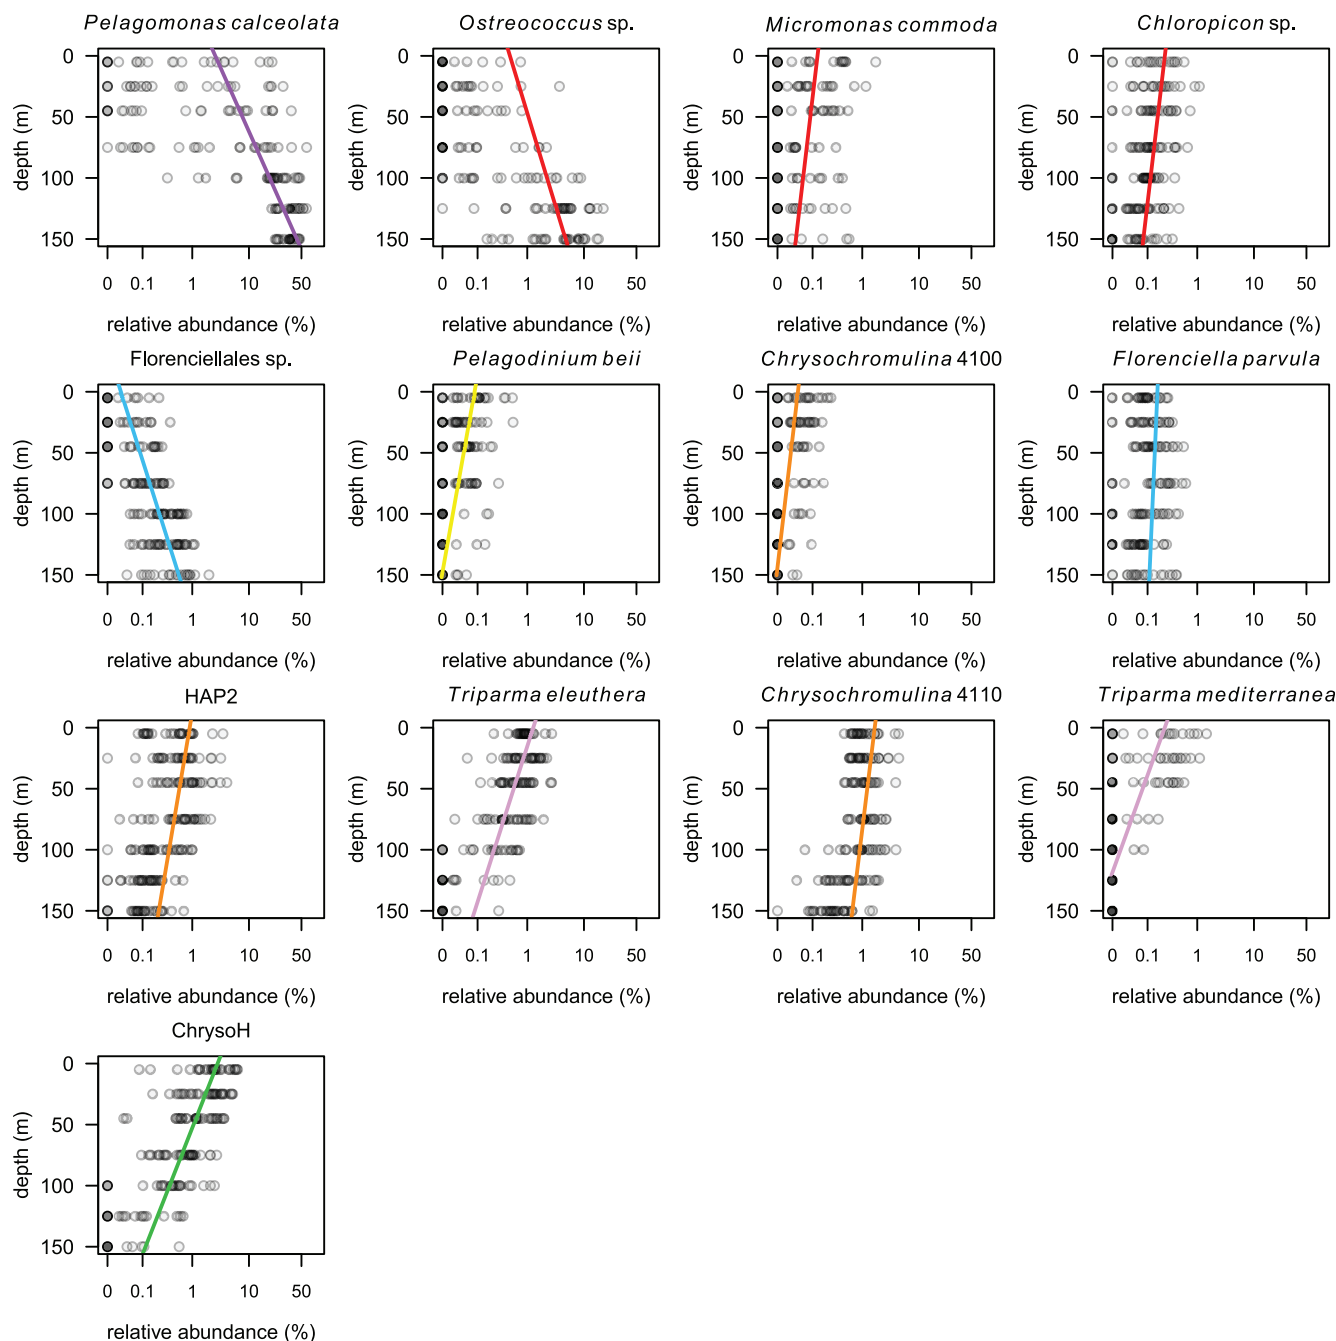 Pelagomonas calceolata
Ostreococcus sp.
Micromonas commoda
Chloropicon sp.
depth (m)
0
50
100
150
0 0.1 1 10 50
relative abundance (%)
depth (m)
0
50
100
150
0 0.1 1 10 50
relative abundance (%)
depth (m)
0
50
100
150
0 0.1 1 10 50
relative abundance (%)
depth (m)
0
50
100
150
0 0.1 1 10 50
relative abundance (%)
Florenciellales sp.
Pelagodinium beii
Chrysochromulina 4100
Florenciella parvula
depth (m)
0
50
100
150
0 0.1 1 10 50
relative abundance (%)
depth (m)
0
50
100
150
0 0.1 1 10 50
relative abundance (%)
depth (m)
0
50
100
150
0 0.1 1 10 50
relative abundance (%)
depth (m)
0
50
100
150
0 0.1 1 10 50
relative abundance (%)
HAP2
Triparma eleuthera
Chrysochromulina 4110
Triparma mediterranea
depth (m)
0
50
100
150
0 0.1 1 10 50
relative abundance (%)
depth (m)
0
50
100
150
0 0.1 1 10 50
relative abundance (%)
depth (m)
0
50
100
150
0 0.1 1 10 50
relative abundance (%)
depth (m)
0
50
100
150
0 0.1 1 10 50
relative abundance (%)
ChrysoH
depth (m)
0
50
100
150
0 0.1 1 10 50
relative abundance (%)